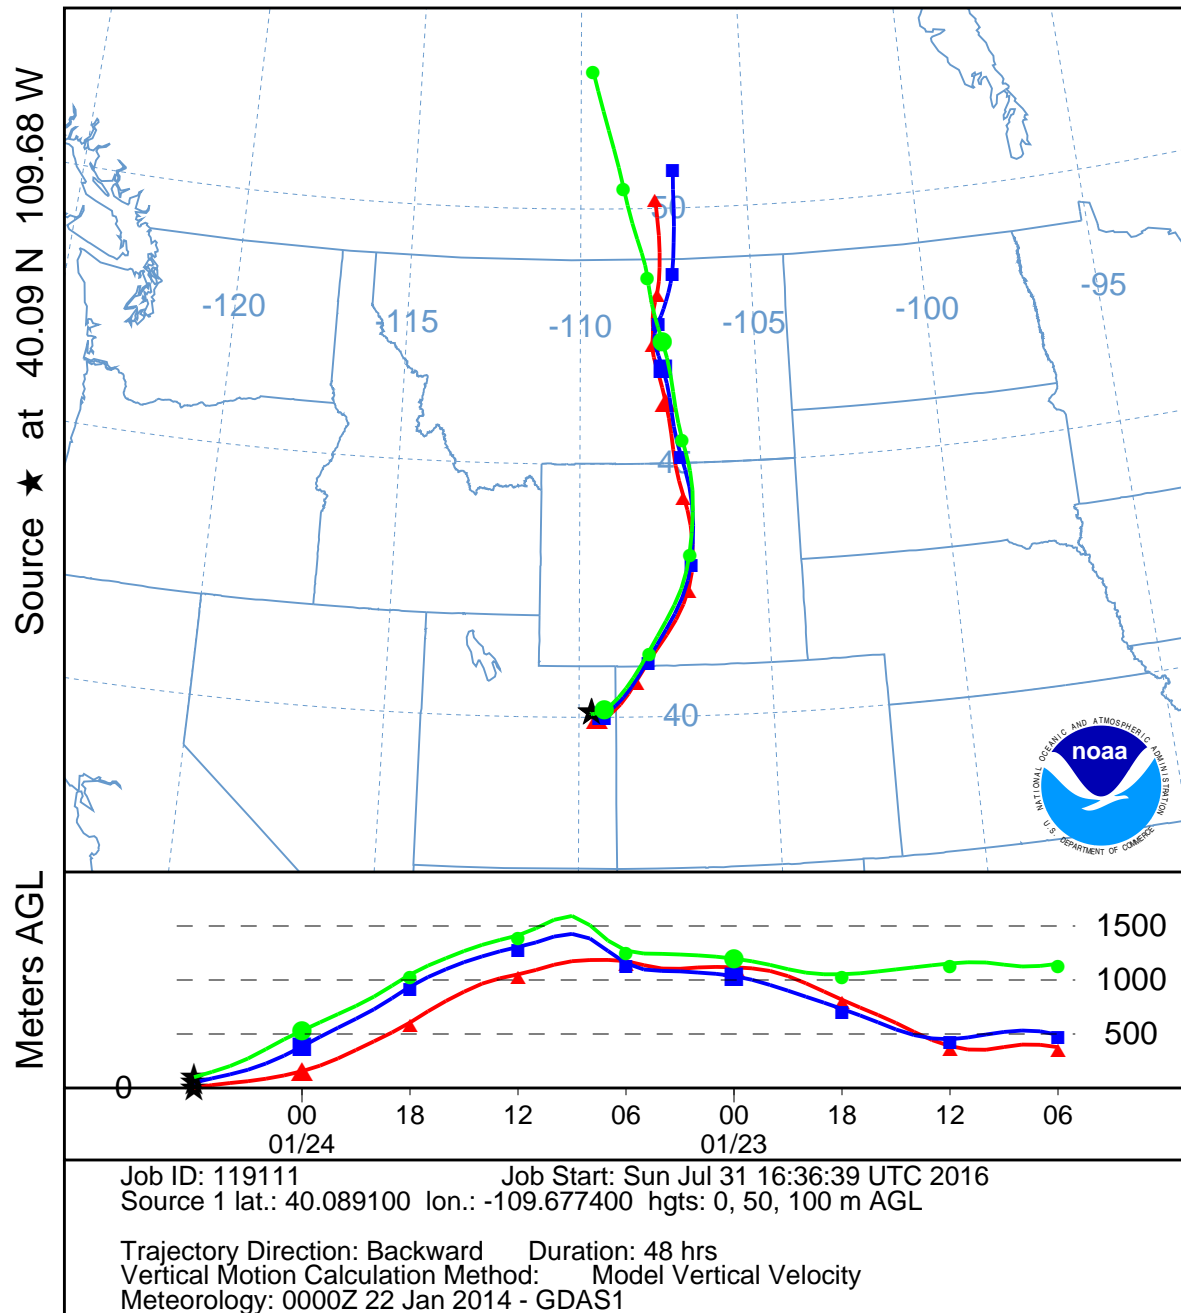 Source ★ at 40.09 N 109.68 W
50
-120
-115
-110
-105
-100
-95
45
40
NATIONAL OCEANIC AND ATMOSPHERIC ADMINISTRATION
noaa
U.S. DEPARTMENT OF COMMERCE
Meters AGL
1500
1000
500
0
00 18 12 06 00 18 12 06
01/24 01/23
Job ID: 119111 Job Start: Sun Jul 31 16:36:39 UTC 2016
Source 1 lat.: 40.089100 lon.: -109.677400 hgts: 0, 50, 100 m AGL
Trajectory Direction: Backward Duration: 48 hrs
Vertical Motion Calculation Method: Model Vertical Velocity
Meteorology: 0000Z 22 Jan 2014 - GDAS1